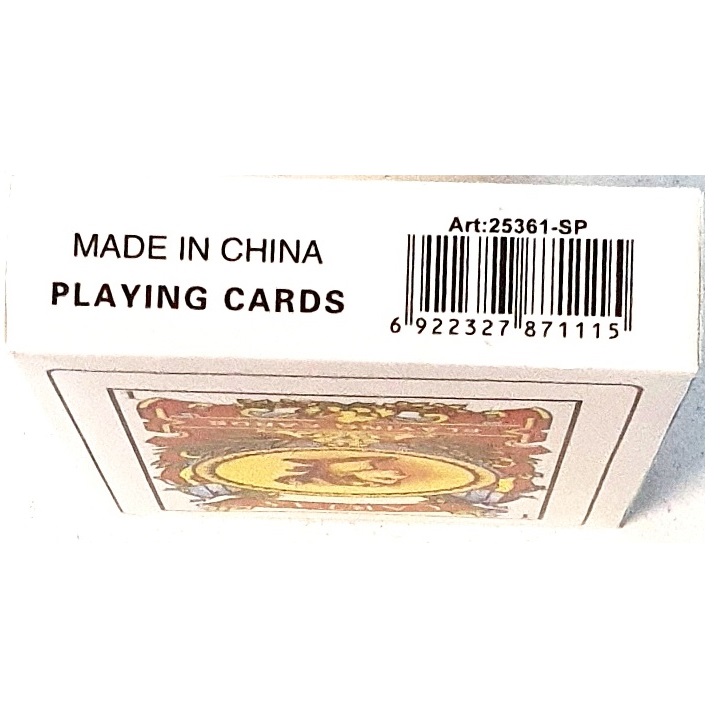 MADE IN CHINA
PLAYING CARDS
Art:25361-SP
6 922327 871115